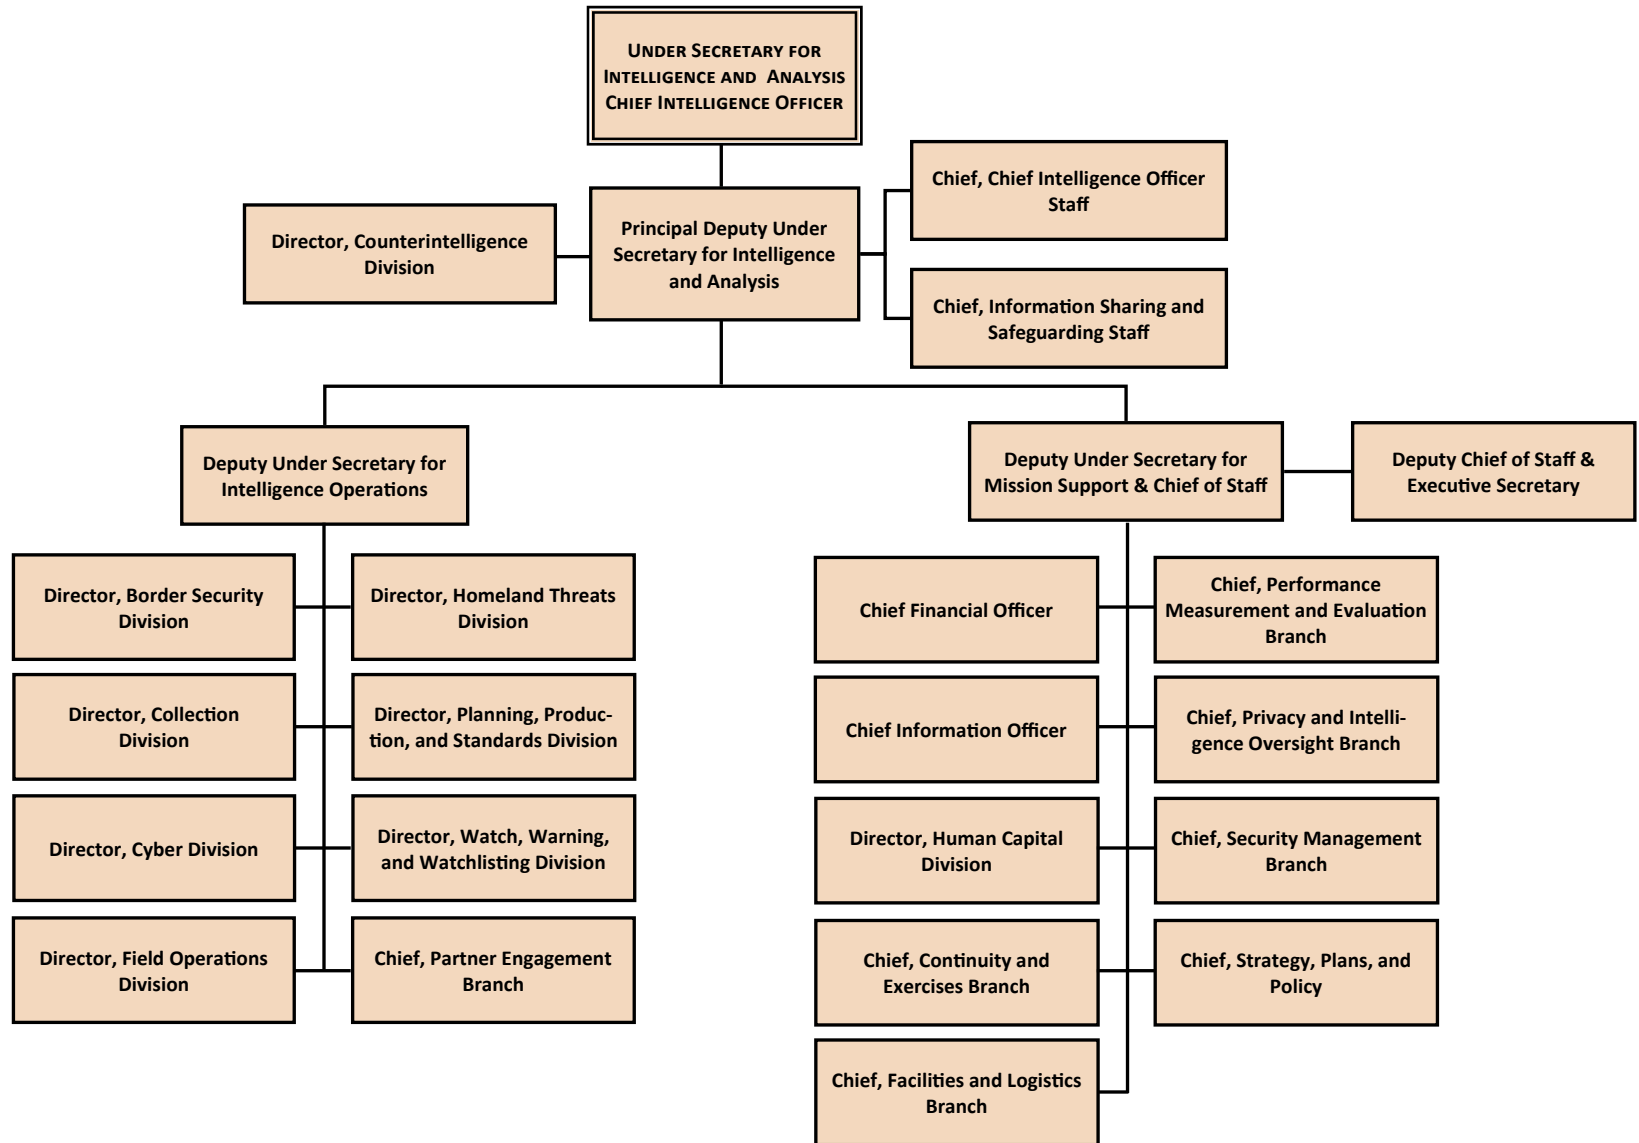 UNDER SECRETARY FOR
INTELLIGENCE AND ANALYSIS
CHIEF INTELLIGENCE OFFICER
Director, Counterintelligence
Division
Principal Deputy Under
Secretary for Intelligence
and Analysis
Chief, Chief Intelligence Officer
Staff
Chief, Information Sharing and
Safeguarding Staff
Deputy Under Secretary for
Intelligence Operations
Deputy Under Secretary for
Mission Support & Chief of Staff
Deputy Chief of Staff &
Executive Secretary
Director, Border Security
Division
Director, Homeland Threats
Division
Director, Collection
Division
Director, Planning, Produc-
tion, and Standards Division
Director, Cyber Division
Director, Watch, Warning,
and Watchlisting Division
Director, Field Operations
Division
Chief, Partner Engagement
Branch
Chief Financial Officer
Chief, Performance
Measurement and Evaluation
Branch
Chief Information Officer
Chief, Privacy and Intelli-
gence Oversight Branch
Director, Human Capital
Division
Chief, Security Management
Branch
Chief, Continuity and
Exercises Branch
Chief, Strategy, Plans, and
Policy
Chief, Facilities and Logistics
Branch